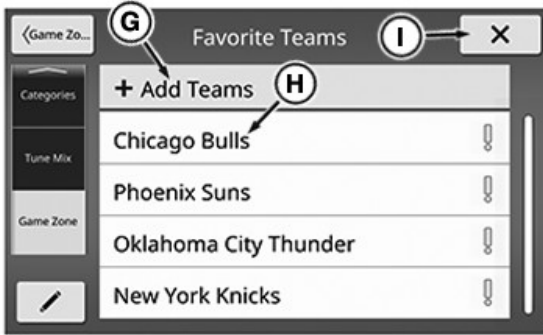 Game Zo...
Favorite Teams
G
I
Categories
+ Add Teams
H
Chicago Bulls
Tune Mix
Phoenix Suns
Game Zone
Oklahoma City Thunder
New York Knicks